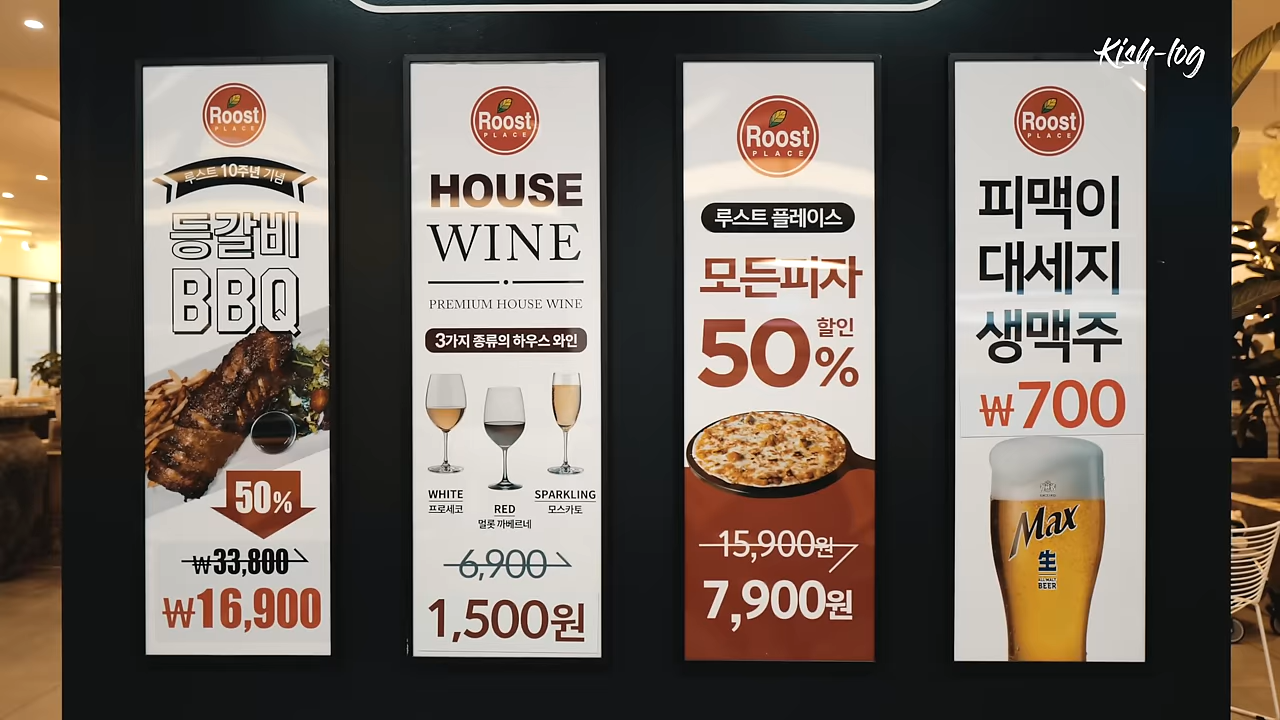 Kish-log
Roost
PLACE
루스트 10주년 기념
등갈비
BBQ
50%
₩33,800
₩16,900
Roost
PLACE
HOUSE
WINE
PREMIUM HOUSE WINE
3가지 종류의 하우스 와인
WHITE
프로세코
RED
멀롯 까베르네
SPARKLING
모스카토
6,900
1,500원
Roost
PLACE
루스트 플레이스
모든피자
50%
할인
15,900원
7,900원
Roost
PLACE
피맥이
대세지
생맥주
₩700
Max
生
ALL MALT
BEER